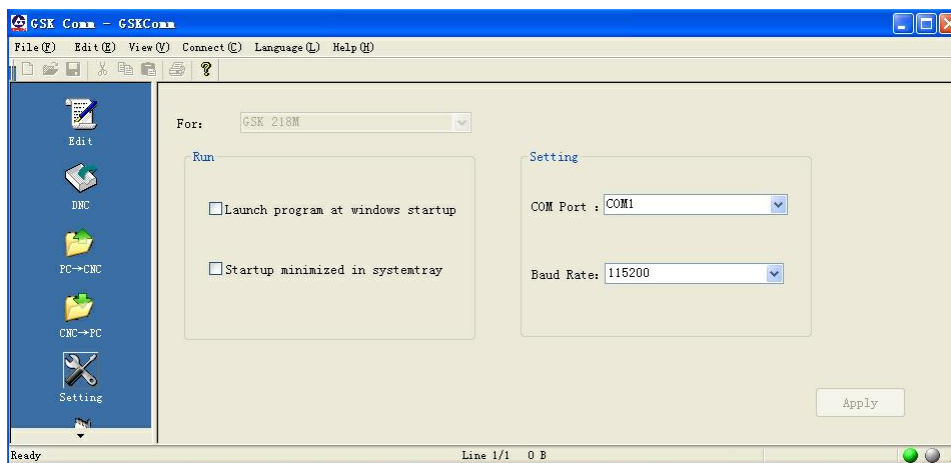 GSK Comm - GSKComm
File(F) Edit(E) View(V) Connect(C) Language(L) Help(H)
Edit
DNC
PC→CNC
CNC→PC
Setting
For: GSK 218M
Run
Launch program at windows startup
Startup minimized in systemtray
Setting
COM Port : COM1
Baud Rate: 115200
Apply
Ready Line 1/1 0 B